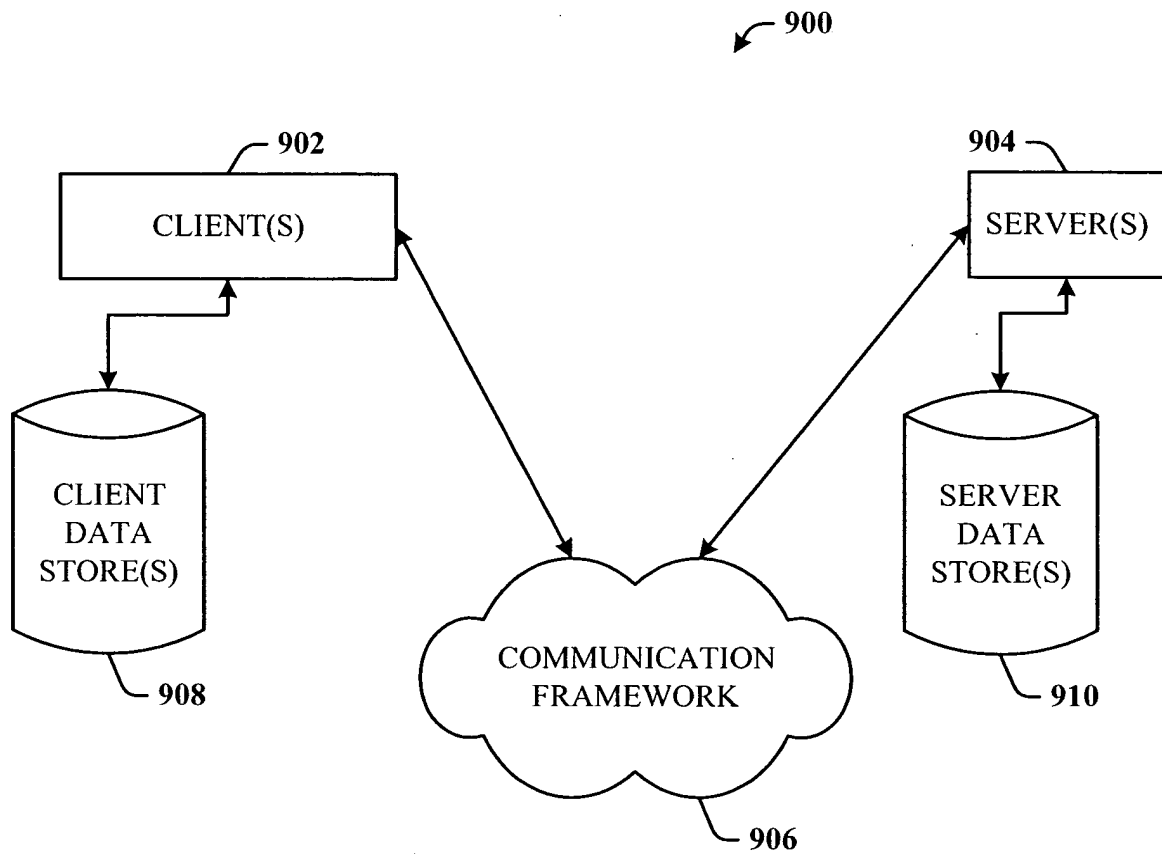 900
902
904
CLIENT(S)
SERVER(S)
CLIENT
DATA
STORE(S)
SERVER
DATA
STORE(S)
COMMUNICATION
FRAMEWORK
908
910
906